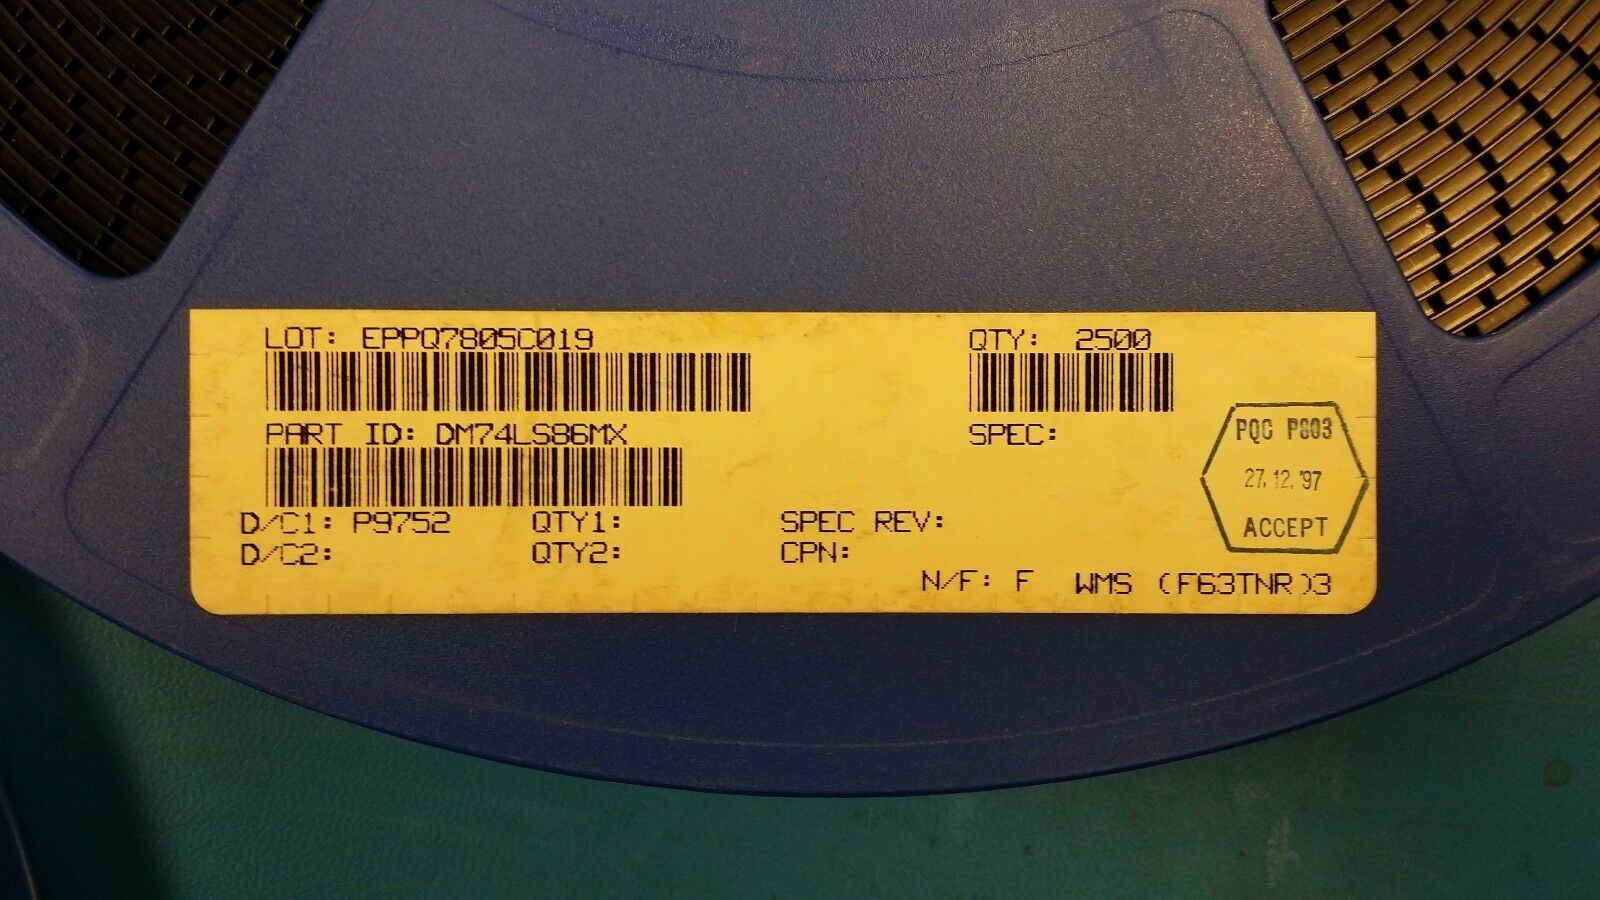 LOT: EPPQ7805C019
QTY: 2500
PART ID: DM74LS86MX
SPEC:
PQC P803
27.12.'97
ACCEPT
D/C1: P9752 QTY1: SPEC REV:
D/C2: QTY2: CPN:
N/F: F WMS (F63TNR)3